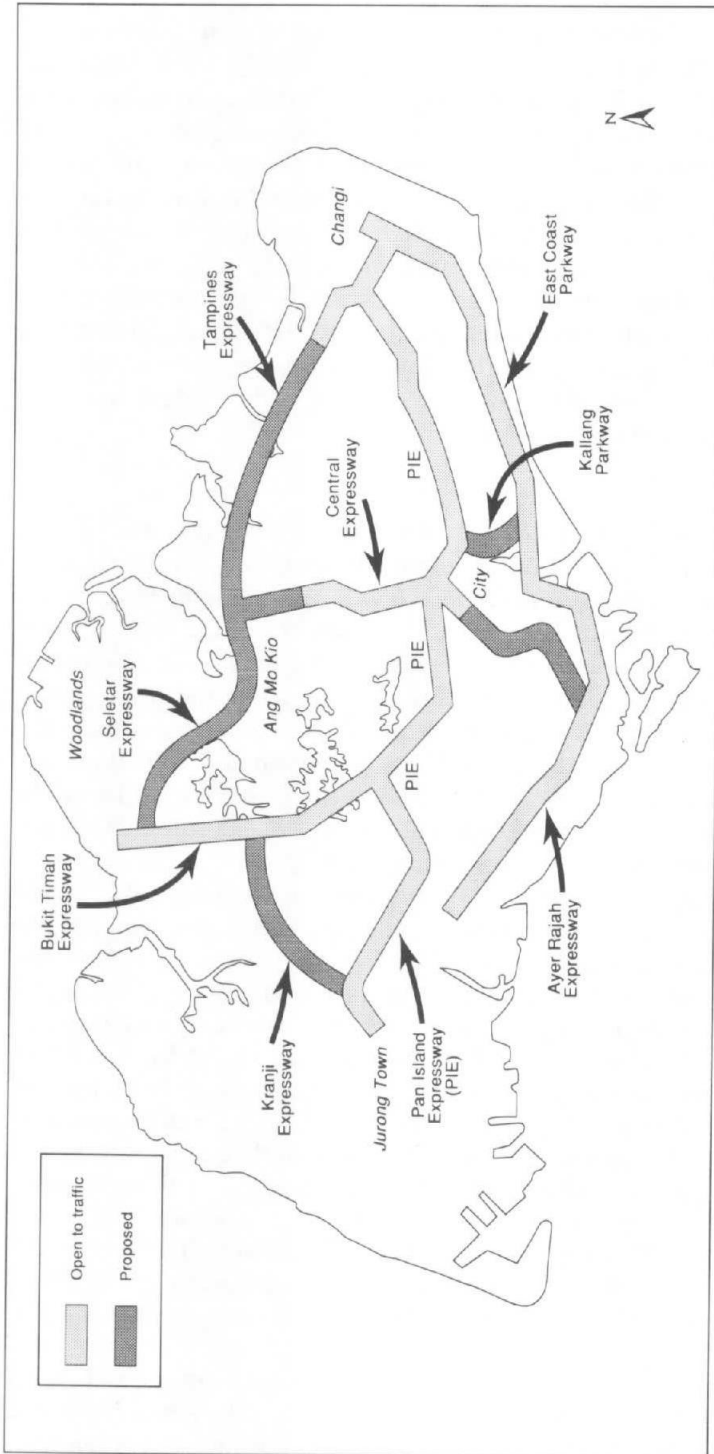 Open to traffic
Proposed
Bukit Timah
Expressway
Woodlands
Seletar
Expressway
Tampines
Expressway
Kranji
Expressway
Ang Mo Kio
Central
Expressway
Changi
Jurong Town
Pan Island
Expressway
(PIE)
PIE
PIE
PIE
City
Ayer Rajah
Expressway
Kallang
Parkway
East Coast
Parkway
N